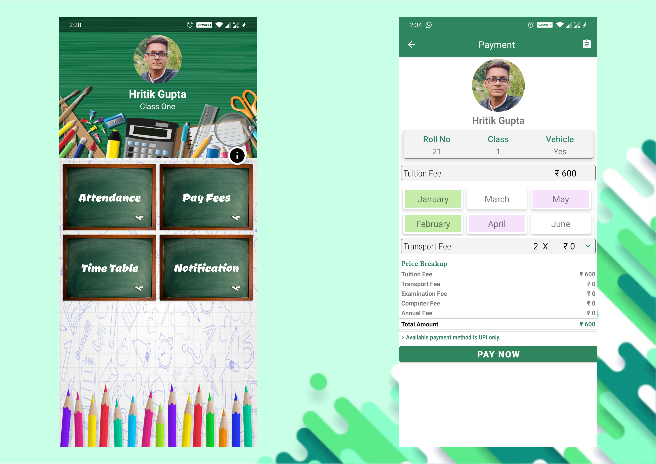 2:28
Hritik Gupta
Class One
Attendance
Pay Fees
Time Table
Notification
2:34
Payment
Hritik Gupta
Roll No Class Vehicle
21 1 Yes
Tuition Fee ₹ 600
January March May
February April June
Transport Fee 2 X ₹ 0
Price Breakup
Tuition Fee ₹ 600
Transport Fee ₹ 0
Examination Fee ₹ 0
Computer Fee ₹ 0
Annual Fee ₹ 0
Total Amount ₹ 600
> Available payment method is UPI only.
PAY NOW